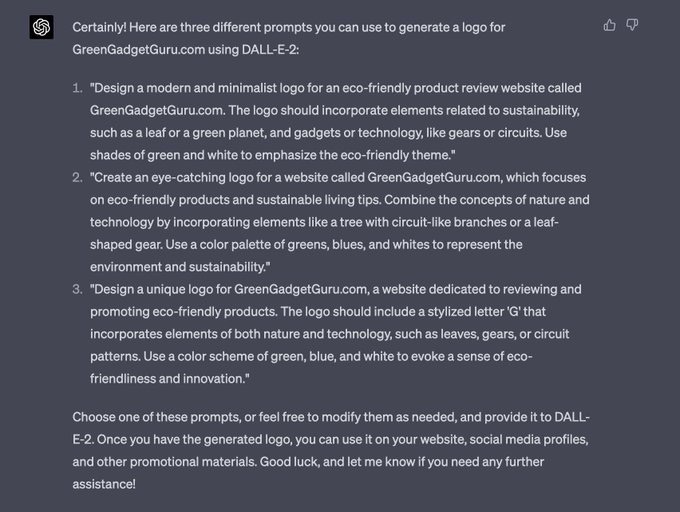 Certainly! Here are three different prompts you can use to generate a logo for
GreenGadgetGuru.com using DALL-E-2:
1. "Design a modern and minimalist logo for an eco-friendly product review website called
GreenGadgetGuru.com. The logo should incorporate elements related to sustainability,
such as a leaf or a green planet, and gadgets or technology, like gears or circuits. Use
shades of green and white to emphasize the eco-friendly theme."
2. "Create an eye-catching logo for a website called GreenGadgetGuru.com, which focuses
on eco-friendly products and sustainable living tips. Combine the concepts of nature and
technology by incorporating elements like a tree with circuit-like branches or a leaf-
shaped gear. Use a color palette of greens, blues, and whites to represent the
environment and sustainability."
3. "Design a unique logo for GreenGadgetGuru.com, a website dedicated to reviewing and
promoting eco-friendly products. The logo should include a stylized letter 'G' that
incorporates elements of both nature and technology, such as leaves, gears, or circuit
patterns. Use a color scheme of green, blue, and white to evoke a sense of eco-
friendliness and innovation."
Choose one of these prompts, or feel free to modify them as needed, and provide it to DALL-
E-2. Once you have the generated logo, you can use it on your website, social media profiles,
and other promotional materials. Good luck, and let me know if you need any further
assistance!